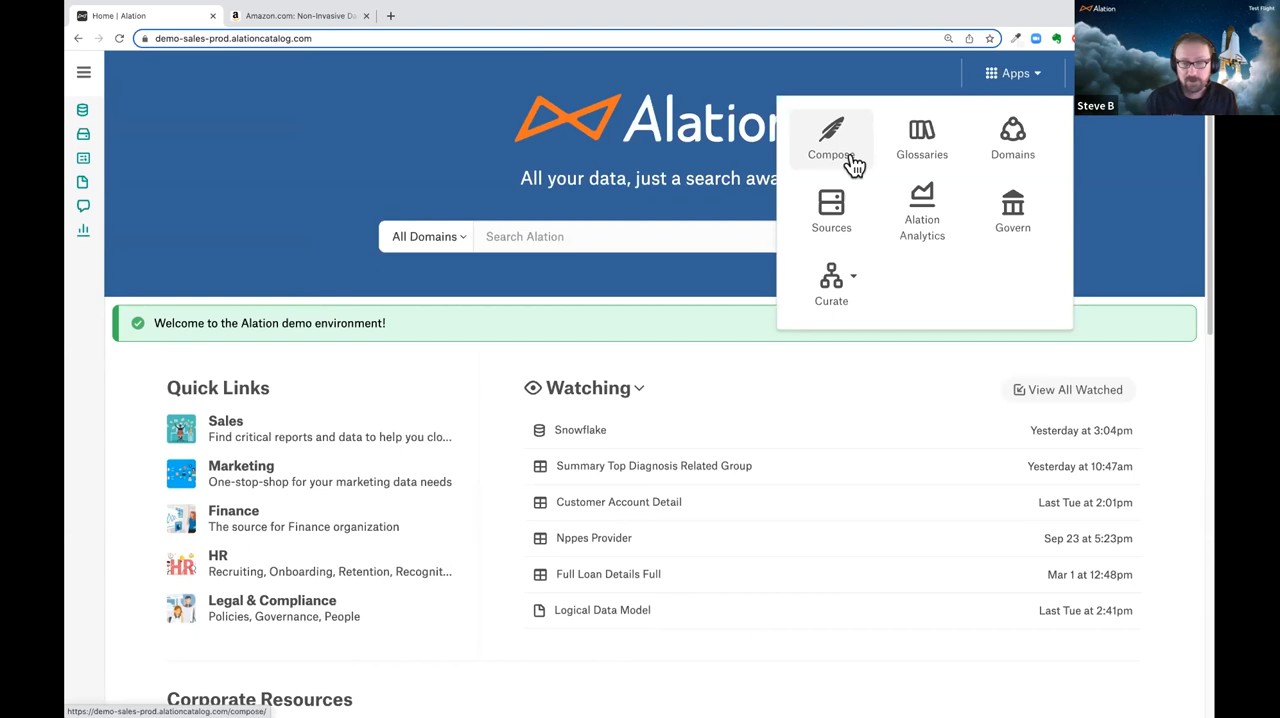 Home | Alation
Amazon.com: Non-Invasive Da
demo-sales-prod.alationcatalog.com
Alation
Test Flight
Steve B
Apps
Alation
All your data, just a search awa
All Domains
Search Alation
Compose
Glossaries
Domains
Sources
Alation
Analytics
Govern
Curate
Welcome to the Alation demo environment!
Quick Links
Sales
Find critical reports and data to help you clo...
Marketing
One-stop-shop for your marketing data needs
Finance
The source for Finance organization
HR
Recruiting, Onboarding, Retention, Recognit...
Legal & Compliance
Policies, Governance, People
Watching
View All Watched
Snowflake
Yesterday at 3:04pm
Summary Top Diagnosis Related Group
Yesterday at 10:47am
Customer Account Detail
Last Tue at 2:01pm
Nppes Provider
Sep 23 at 5:23pm
Full Loan Details Full
Mar 1 at 12:48pm
Logical Data Model
Last Tue at 2:41pm
Corporate Resources
https://demo-sales-prod.alationcatalog.com/compose/